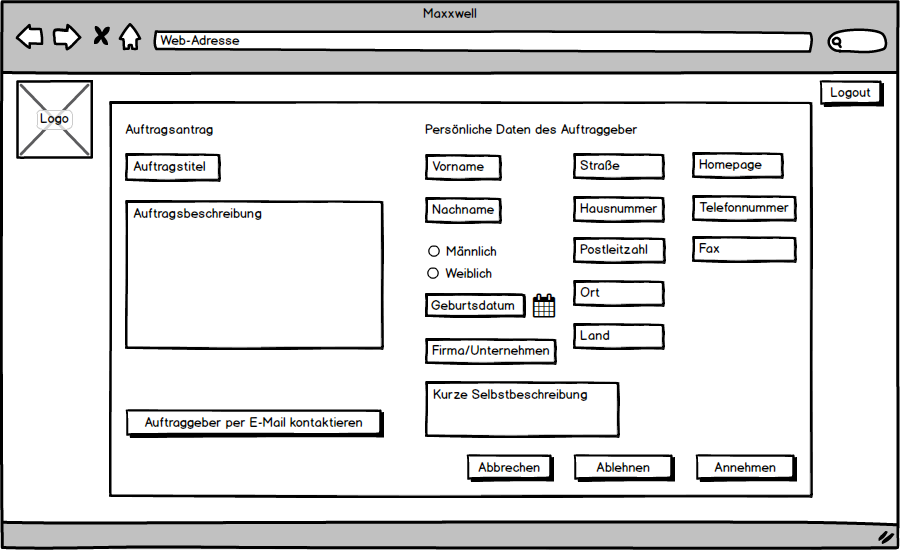 Maxxwell
Web-Adresse
Logo
Logout
Auftragsantrag
Auftragstitel
Auftragsbeschreibung
Auftraggeber per E-Mail kontaktieren
Persönliche Daten des Auftraggeber
Vorname
Nachname
Männlich
Weiblich
Geburtsdatum
Firma/Unternehmen
Kurze Selbstbeschreibung
Straße
Hausnummer
Postleitzahl
Ort
Land
Homepage
Telefonnummer
Fax
Abbrechen
Ablehnen
Annehmen